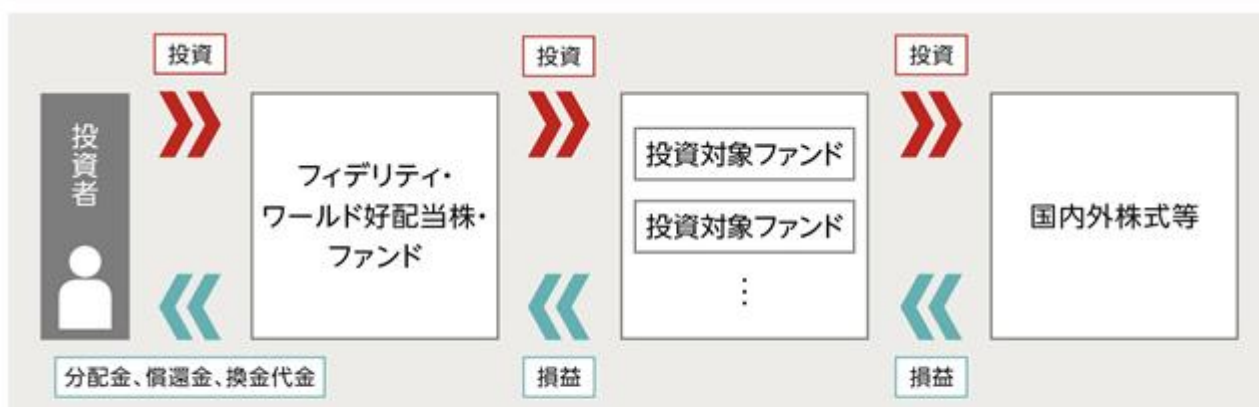 投資
投資
投資
投資者
フィデリティ・
ワールド好配当株・
ファンド
投資対象ファンド
投資対象ファンド
⋮
国内外株式等
分配金、償還金、換金代金
損益
損益